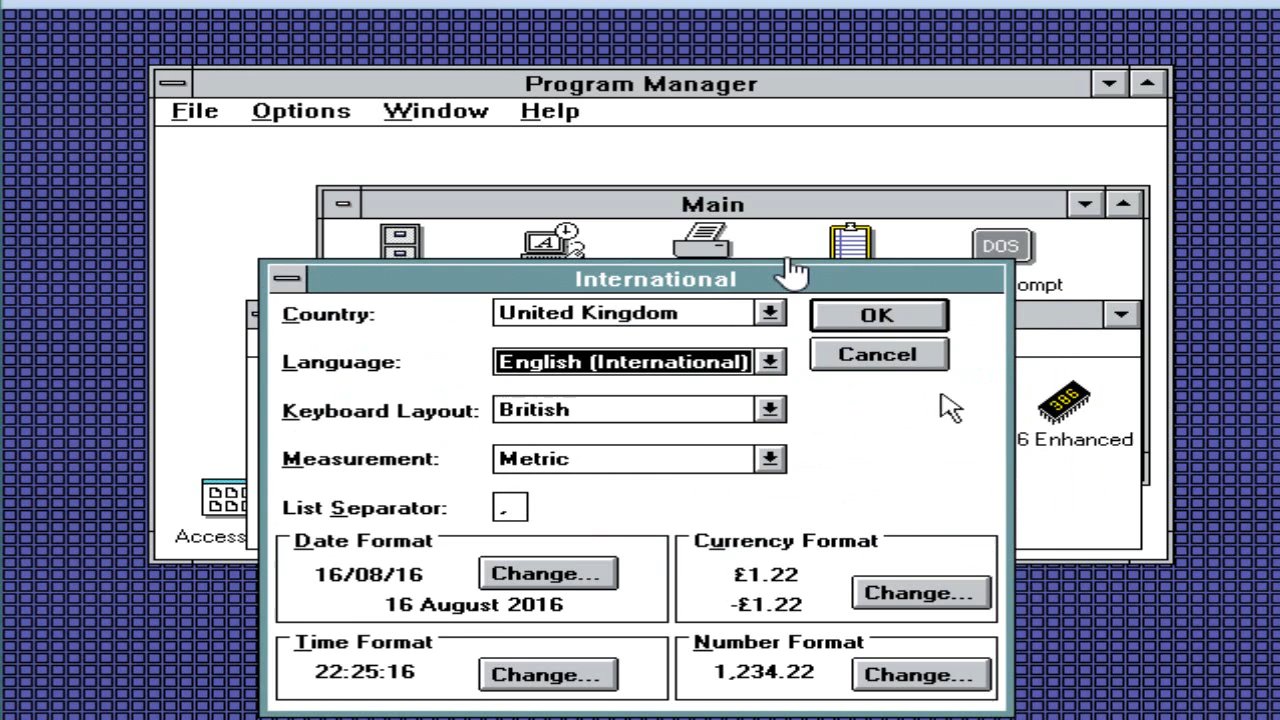 Program Manager
File Options Window Help
Main
DOS
ompt
International
Country: United Kingdom
OK
Language: English (International)
Cancel
Keyboard Layout: British
386
6 Enhanced
Measurement: Metric
List Separator: ,
Access
Date Format
16/08/16
Change...
16 August 2016
Currency Format
£1.22
-£1.22
Change...
Time Format
22:25:16
Change...
Number Format
1,234.22
Change...